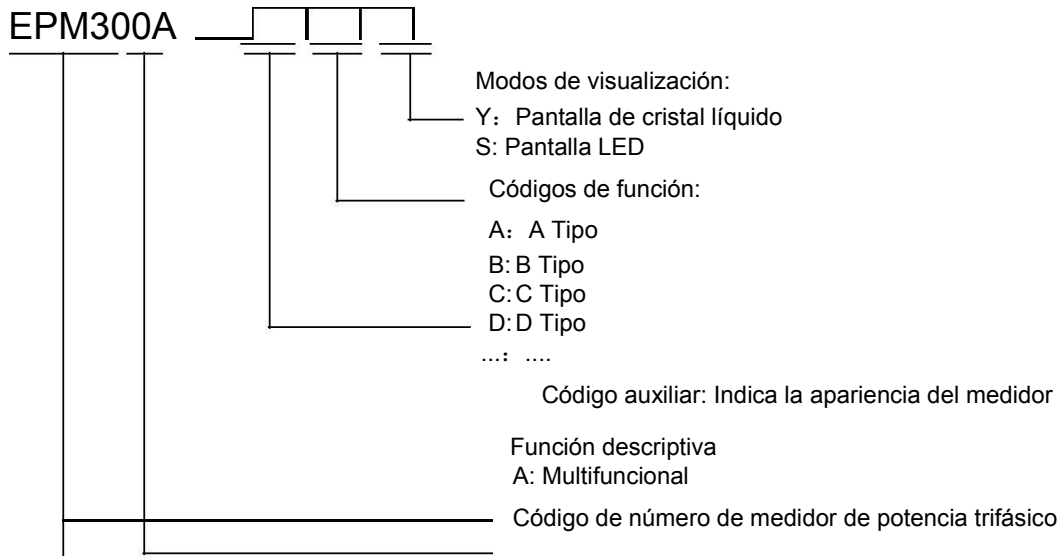 EPM300A
Modos de visualización:
Y：Pantalla de cristal líquido
S: Pantalla LED
Códigos de función:
A：A Tipo
B: B Tipo
C: C Tipo
D: D Tipo
...：....
Código auxiliar: Indica la apariencia del medidor
Función descriptiva
A: Multifuncional
Código de número de medidor de potencia trifásico